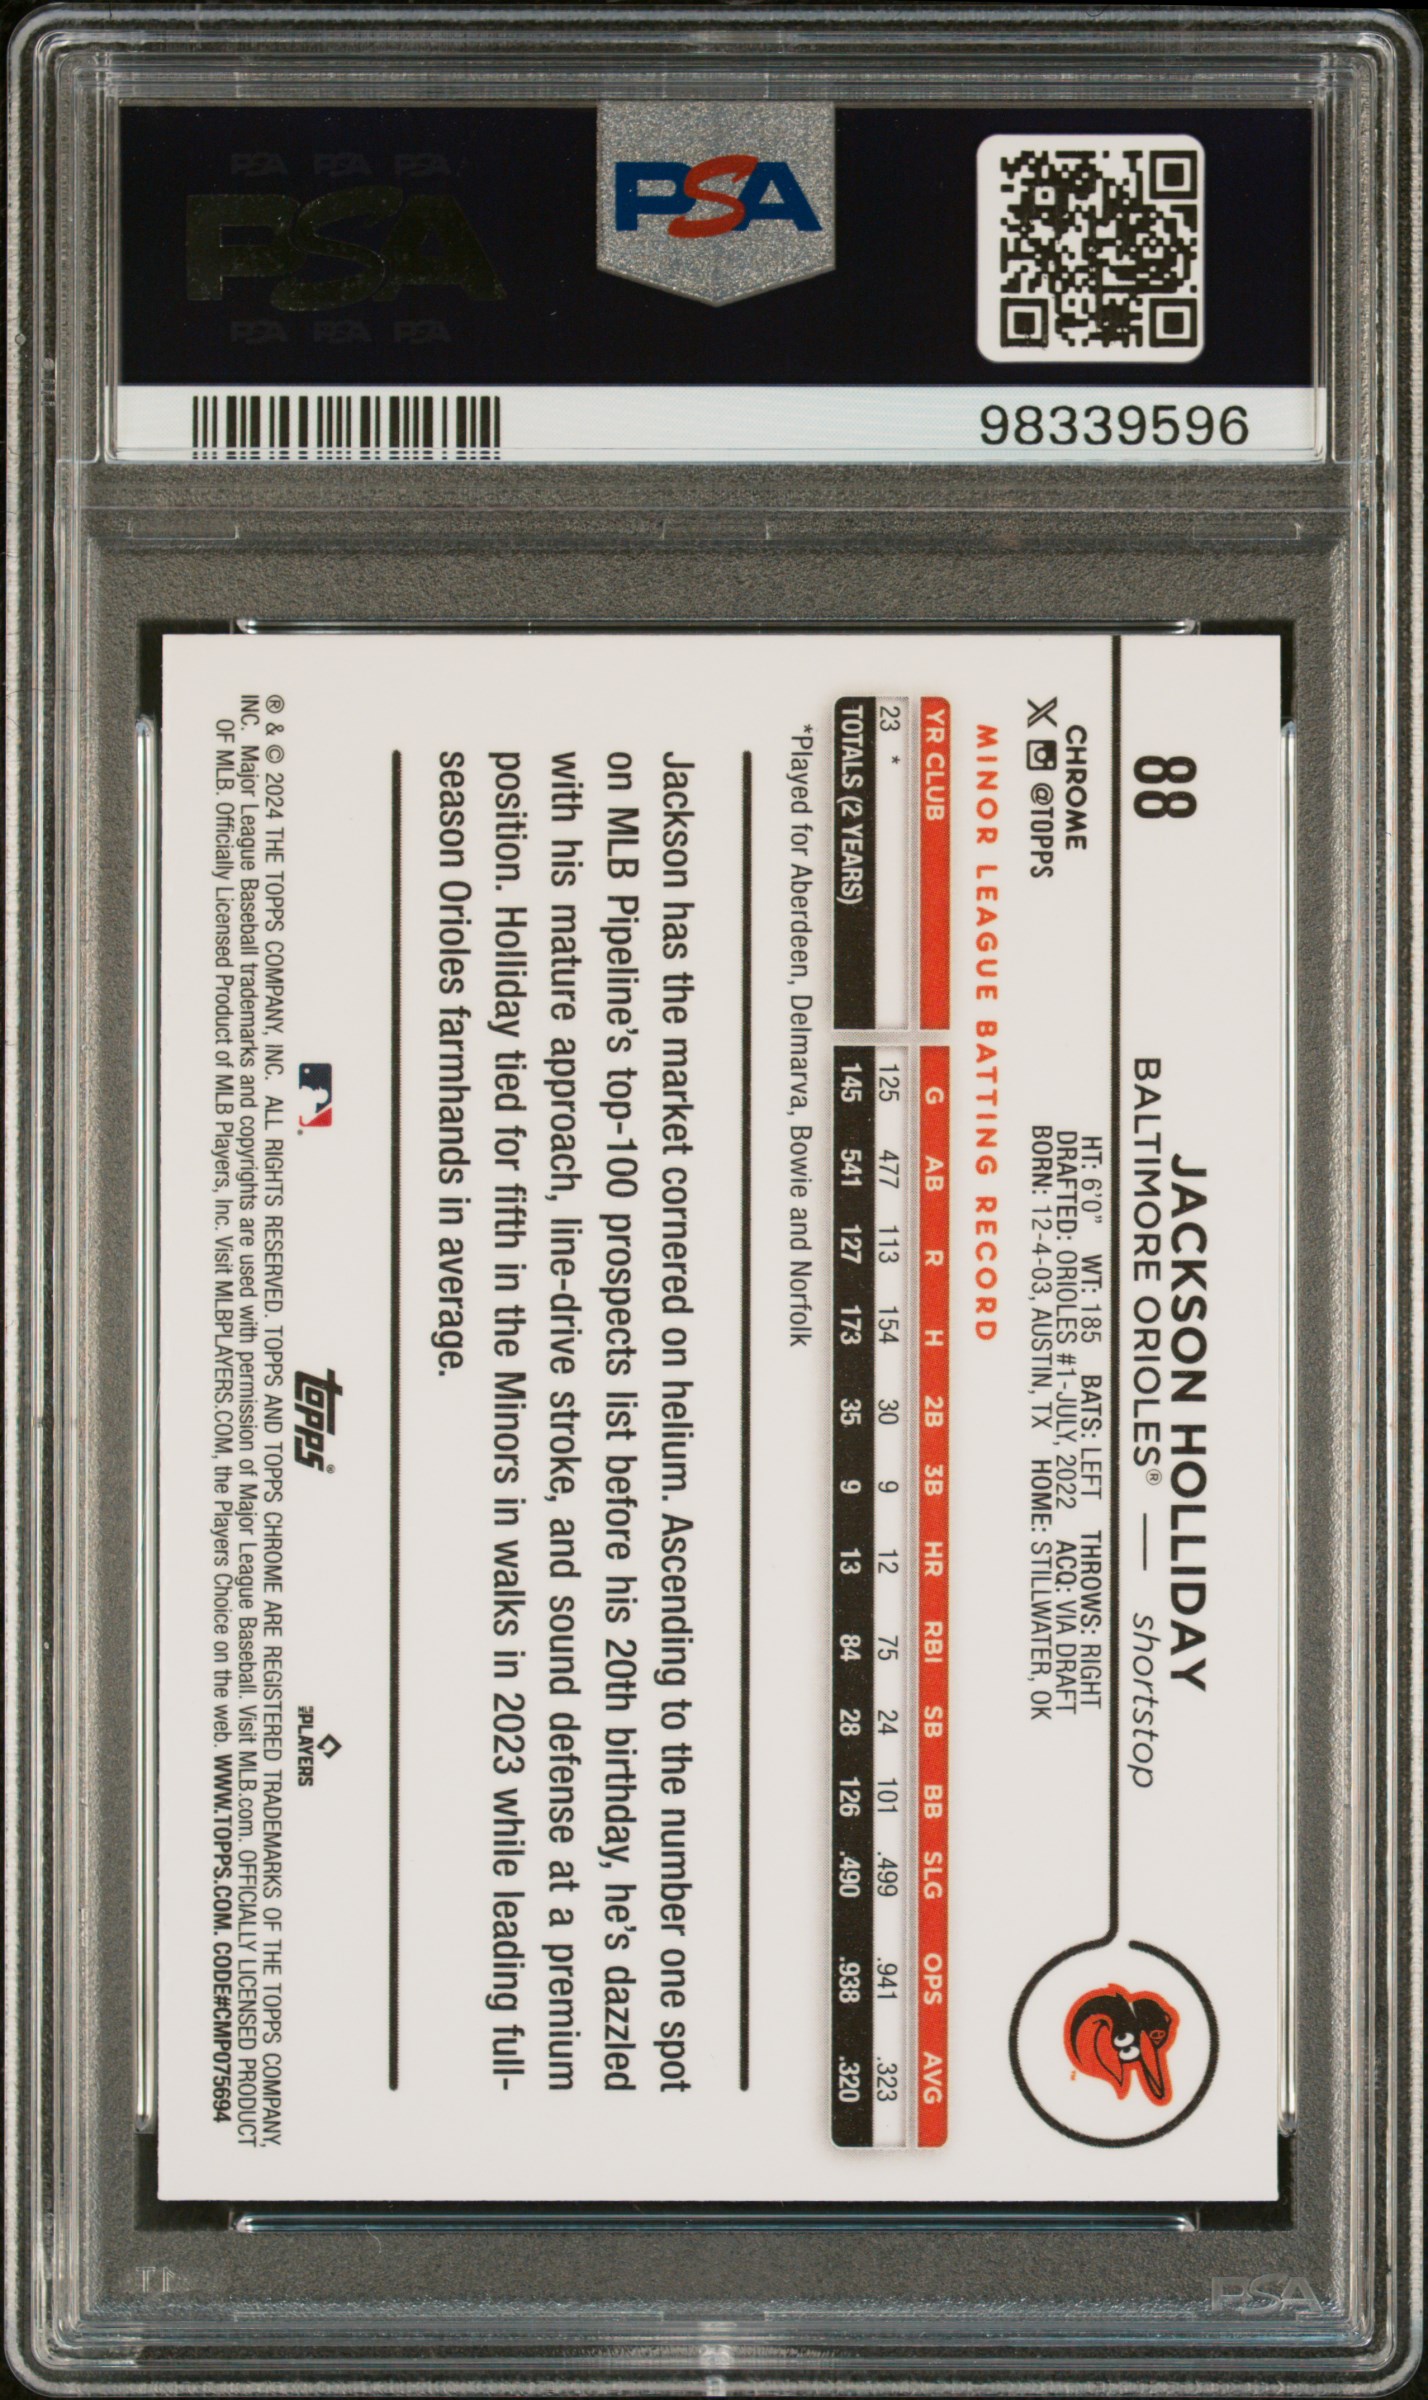 PSA PSA PSA
PSA
PSA PSA PSA
PSA
98339596
88
JACKSON HOLLIDAY
BALTIMORE ORIOLES® — shortstop
CHROME
X @TOPPS
HT: 6'0" WT: 185 BATS: LEFT THROWS: RIGHT
DRAFTED: ORIOLES #1-JULY, 2022 ACQ: VIA DRAFT
BORN: 12-4-03, AUSTIN, TX HOME: STILLWATER, OK
MINOR LEAGUE BATTING RECORD
YR CLUB G AB R H 2B 3B HR RBI SB BB SLG OPS AVG
23 * 125 477 113 154 30 9 12 75 24 101 .499 .941 .323
TOTALS (2 YEARS) 145 541 127 173 35 9 13 84 28 126 .490 .938 .320
*Played for Aberdeen, Delmarva, Bowie and Norfolk
Jackson has the market cornered on helium. Ascending to the number one spot
on MLB Pipeline's top-100 prospects list before his 20th birthday, he's dazzled
with his mature approach, line-drive stroke, and sound defense at a premium
position. Holliday tied for fifth in the Minors in walks in 2023 while leading full-
season Orioles farmhands in average.
topps®
PLAYERS
® & © 2024 THE TOPPS COMPANY, INC. ALL RIGHTS RESERVED. TOPPS AND TOPPS CHROME ARE REGISTERED TRADEMARKS OF THE TOPPS COMPANY,
INC. Major League Baseball trademarks and copyrights are used with permission of Major League Baseball. Visit MLB.com. OFFICIALLY LICENSED PRODUCT
OF MLB. Officially Licensed Product of MLB Players, Inc. Visit MLBPLAYERS.COM, the Players Choice on the web. WWW.TOPPS.COM. CODE#CMP075694
PSA